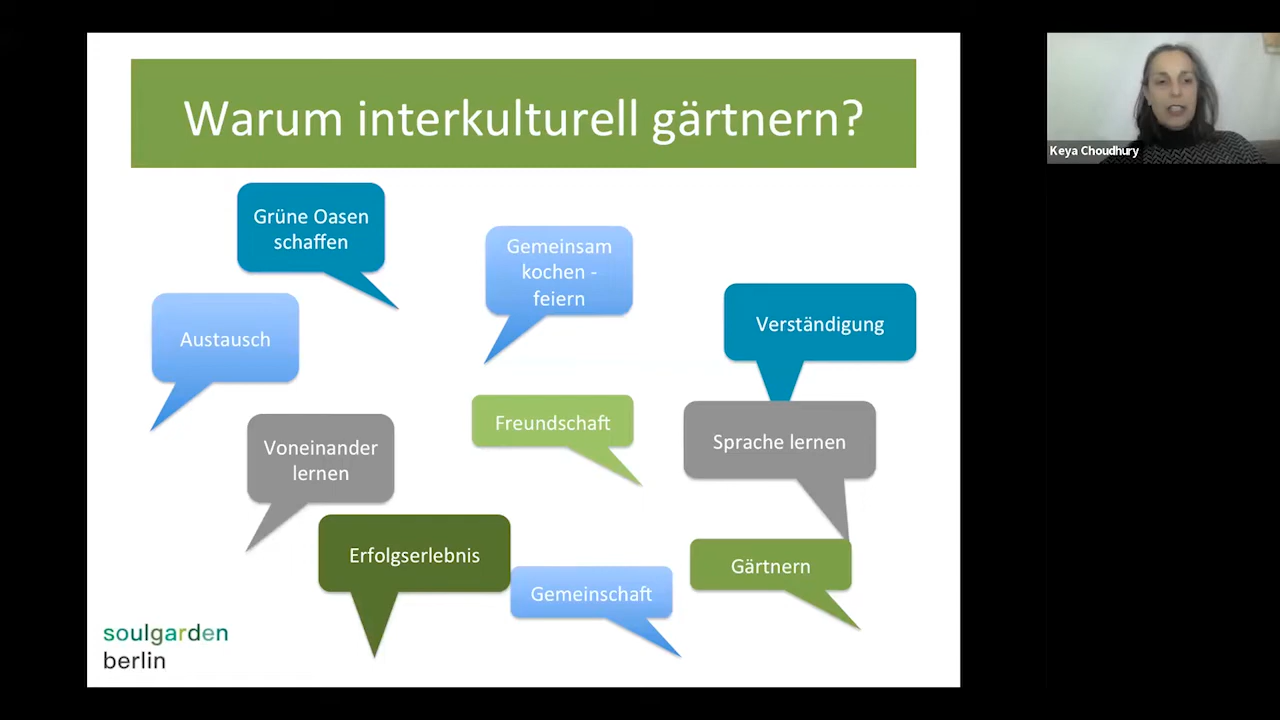 Warum interkulturell gärtnern?
Keya Choudhury
Grüne Oasen
schaffen
Gemeinsam
kochen -
feiern
Austausch
Verständigung
Voneinander
lernen
Freundschaft
Sprache lernen
Erfolgserlebnis
Gemeinschaft
Gärtnern
soulgarden
berlin